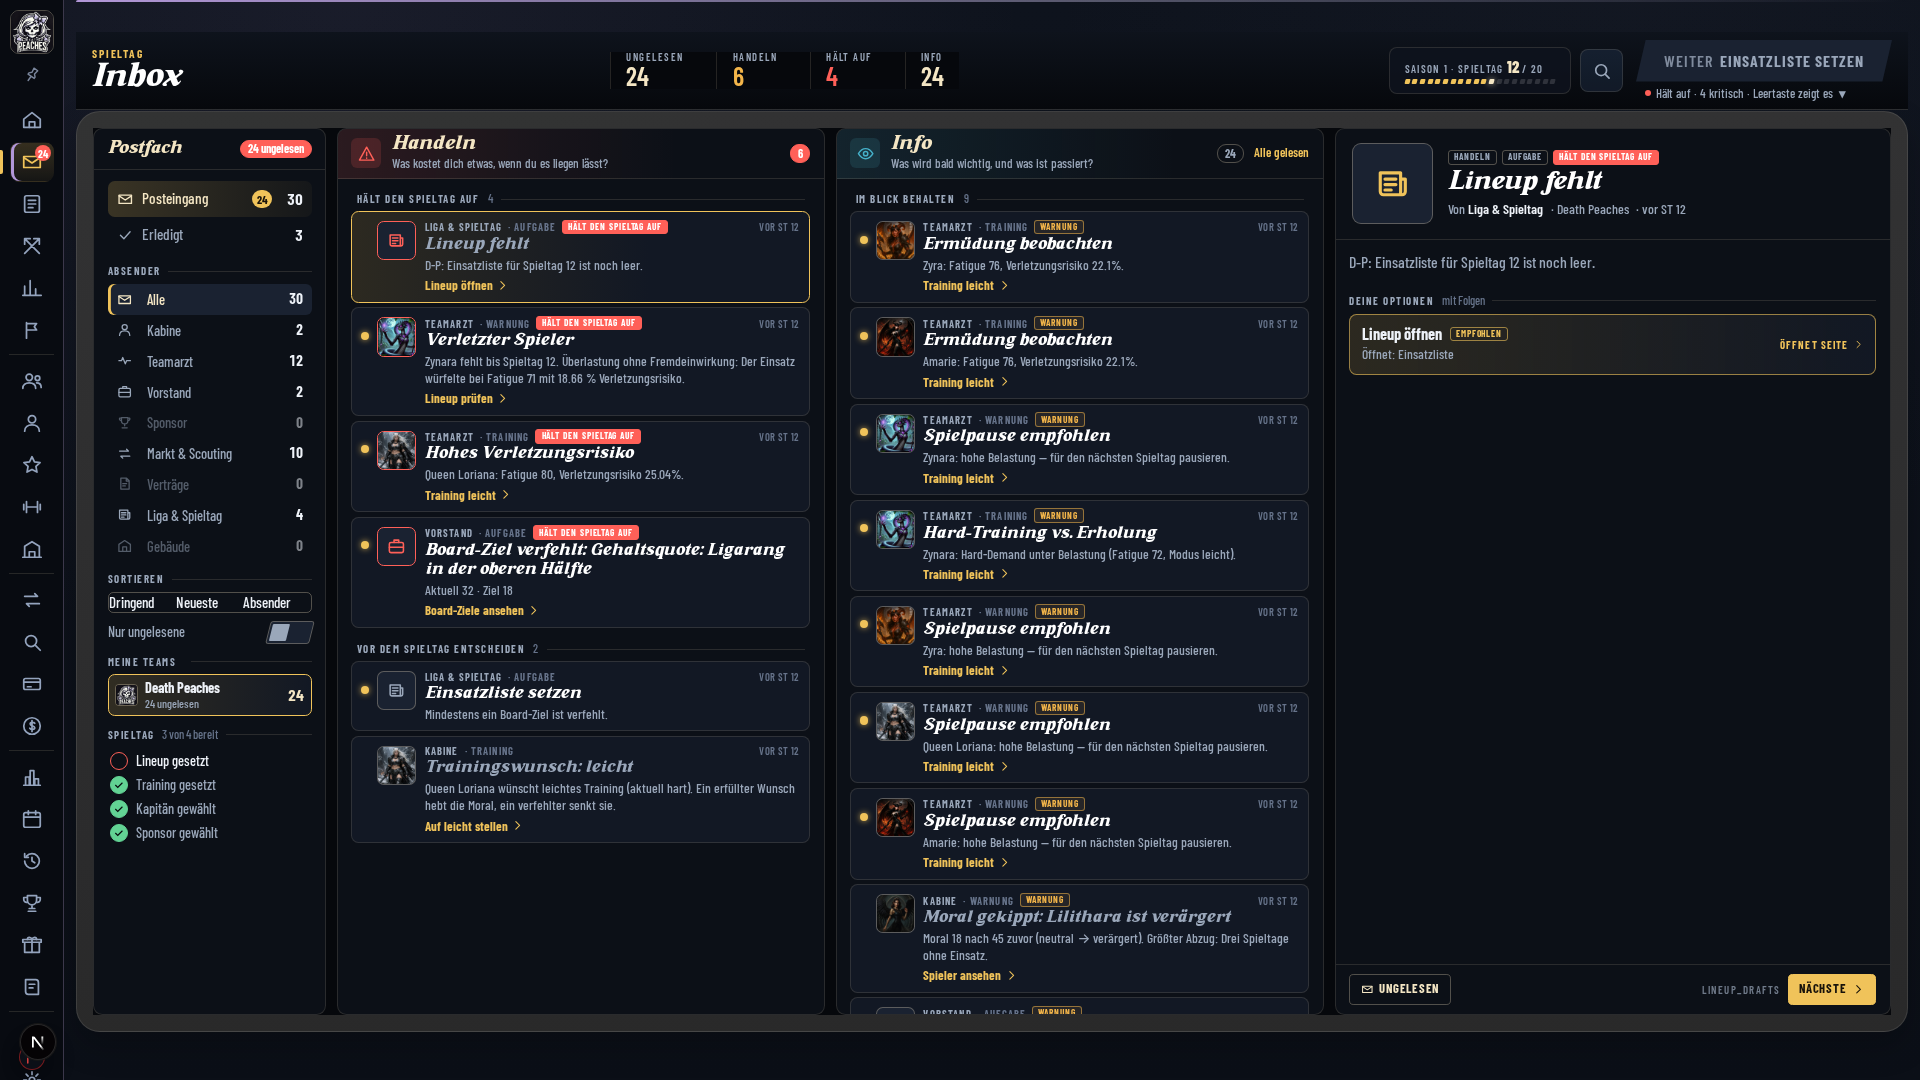 PEACHES
SPIELTAG
Inbox
UNGELESEN
24
HANDELN
6
HÄLT AUF
4
INFO
24
SAISON 1 · SPIELTAG 12 / 20
WEITER EINSATZLISTE SETZEN
Hält auf · 4 kritisch · Leertaste zeigt es ▼
24
Postfach
24 ungelesen
Posteingang 24 30
Erledigt 3
ABSENDER
Alle 30
Kabine 2
Teamarzt 12
Vorstand 2
Sponsor 0
Markt & Scouting 10
Verträge 0
Liga & Spieltag 4
Gebäude 0
SORTIEREN
Dringend Neueste Absender
Nur ungelesene
MEINE TEAMS
Death Peaches
24 ungelesen
24
SPIELTAG 3 von 4 bereit
Lineup gesetzt
Training gesetzt
Kapitän gewählt
Sponsor gewählt
N
Handeln
Was kostet dich etwas, wenn du es liegen lässt?
6
HÄLT DEN SPIELTAG AUF 4
LIGA & SPIELTAG · AUFGABE HÄLT DEN SPIELTAG AUF VOR ST 12
Lineup fehlt
D-P: Einsatzliste für Spieltag 12 ist noch leer.
Lineup öffnen
TEAMARZT · WARNUNG HÄLT DEN SPIELTAG AUF VOR ST 12
Verletzter Spieler
Zynara fehlt bis Spieltag 12. Überlastung ohne Fremdeinwirkung: Der Einsatz
würfelte bei Fatigue 71 mit 18.66 % Verletzungsrisiko.
Lineup prüfen
TEAMARZT · TRAINING HÄLT DEN SPIELTAG AUF VOR ST 12
Hohes Verletzungsrisiko
Queen Loriana: Fatigue 80, Verletzungsrisiko 25.04%.
Training leicht
VORSTAND · AUFGABE HÄLT DEN SPIELTAG AUF VOR ST 12
Board-Ziel verfehlt: Gehaltsquote: Ligarang
in der oberen Hälfte
Aktuell 32 · Ziel 18
Board-Ziele ansehen
VOR DEM SPIELTAG ENTSCHEIDEN 2
LIGA & SPIELTAG · AUFGABE VOR ST 12
Einsatzliste setzen
Mindestens ein Board-Ziel ist verfehlt.
KABINE · TRAINING VOR ST 12
Trainingswunsch: leicht
Queen Loriana wünscht leichtes Training (aktuell hart). Ein erfüllter Wunsch
hebt die Moral, ein verfehlter senkt sie.
Auf leicht stellen
Info
Was wird bald wichtig, und was ist passiert?
24
Alle gelesen
IM BLICK BEHALTEN 9
TEAMARZT · TRAINING WARNUNG VOR ST 12
Ermüdung beobachten
Zyra: Fatigue 76, Verletzungsrisiko 22.1%.
Training leicht
TEAMARZT · TRAINING WARNUNG VOR ST 12
Ermüdung beobachten
Amarie: Fatigue 76, Verletzungsrisiko 22.1%.
Training leicht
TEAMARZT · WARNUNG WARNUNG VOR ST 12
Spielpause empfohlen
Zynara: hohe Belastung — für den nächsten Spieltag pausieren.
Training leicht
TEAMARZT · TRAINING WARNUNG VOR ST 12
Hard-Training vs. Erholung
Zynara: Hard-Demand unter Belastung (Fatigue 72, Modus leicht).
Training leicht
TEAMARZT · WARNUNG WARNUNG VOR ST 12
Spielpause empfohlen
Zyra: hohe Belastung — für den nächsten Spieltag pausieren.
Training leicht
TEAMARZT · WARNUNG WARNUNG VOR ST 12
Spielpause empfohlen
Queen Loriana: hohe Belastung — für den nächsten Spieltag pausieren.
Training leicht
TEAMARZT · WARNUNG WARNUNG VOR ST 12
Spielpause empfohlen
Amarie: hohe Belastung — für den nächsten Spieltag pausieren.
Training leicht
KABINE · WARNUNG WARNUNG VOR ST 12
Moral gekippt: Lilithara ist verärgert
Moral 18 nach 45 zuvor (neutral → verärgert). Größter Abzug: Drei Spieltage
ohne Einsatz.
Spieler ansehen
VORSTAND · AUFGABE WARNUNG
HANDELN AUFGABE HÄLT DEN SPIELTAG AUF
Lineup fehlt
Von Liga & Spieltag · Death Peaches · vor ST 12
D-P: Einsatzliste für Spieltag 12 ist noch leer.
DEINE OPTIONEN mit Folgen
Lineup öffnen EMPFOHLEN
Öffnet: Einsatzliste
ÖFFNET SEITE
UNGELESEN
LINEUP_DRAFTS
NÄCHSTE